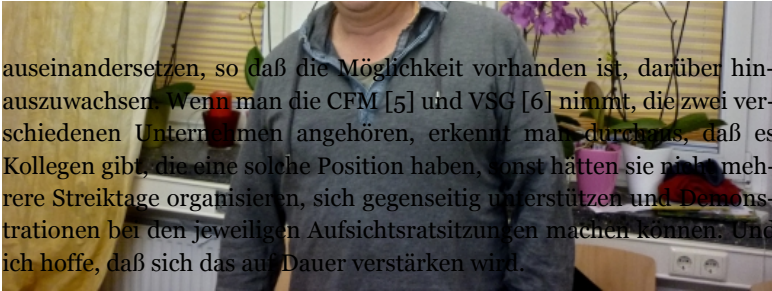 auseinandersetzen, so daß die Möglichkeit vorhanden ist, darüber hin-
auszuwachsen. Wenn man die CFM [5] und VSG [6] nimmt, die zwei ver-
schiedenen Unternehmen angehören, erkennt man durchaus, daß es
Kollegen gibt, die eine solche Position haben, sonst hätten sie nicht meh-
rere Streiktage organisieren, sich gegenseitig unterstützen und Demons-
trationen bei den jeweiligen Aufsichtsratsitzungen machen können. Und
ich hoffe, daß sich das auf Dauer verstärken wird.